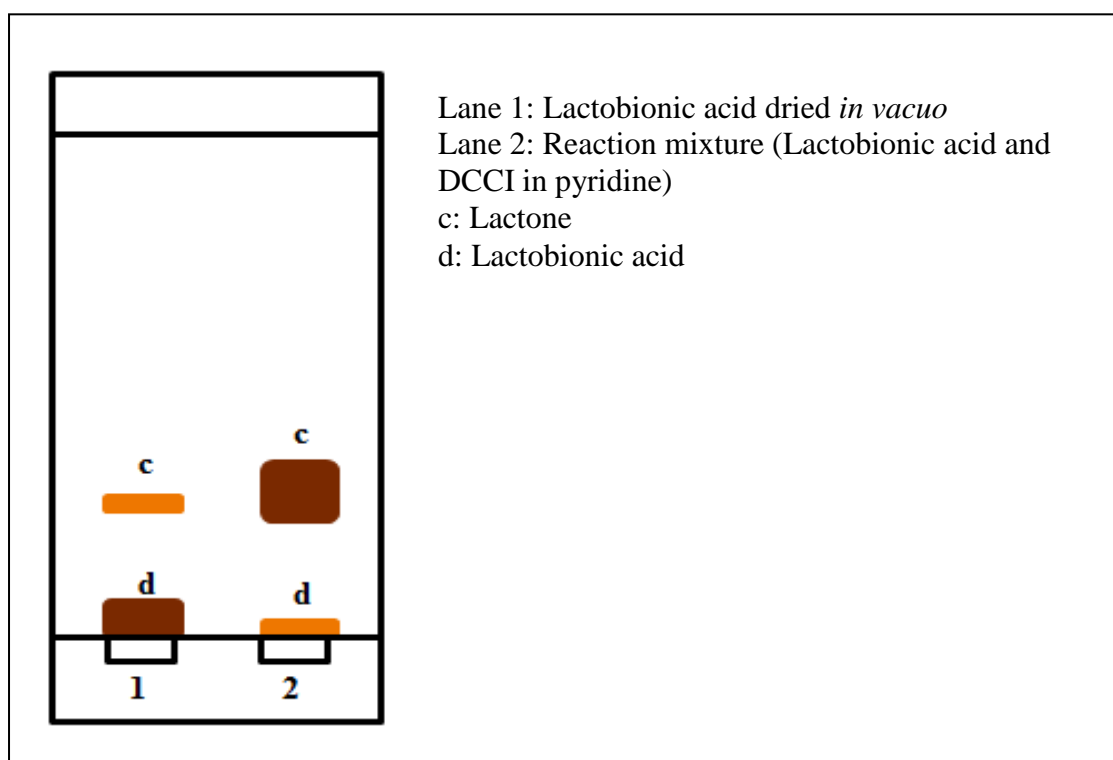 Lane 1: Lactobionic acid dried in vacuo
Lane 2: Reaction mixture (Lactobionic acid and
DCCI in pyridine)
c: Lactone
d: Lactobionic acid
c
c
d
d
1
2